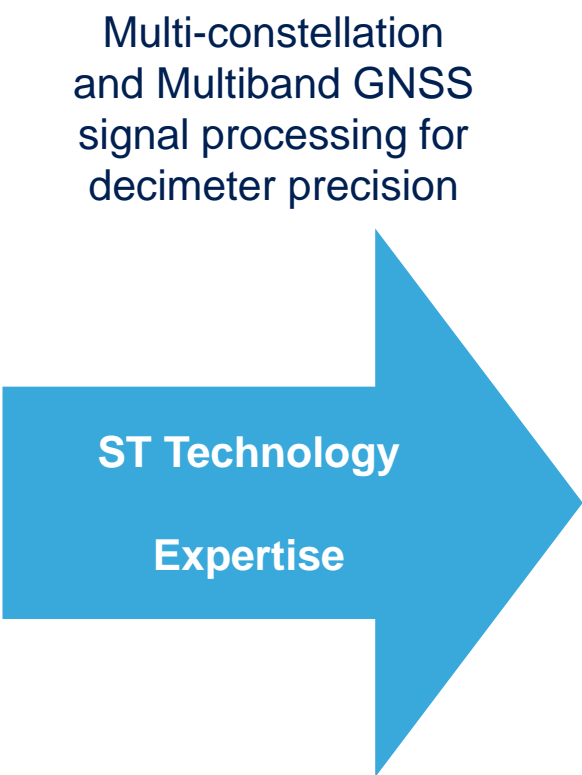 Multi-constellation
and Multiband GNSS
signal processing for
decimeter precision
ST Technology
Expertise